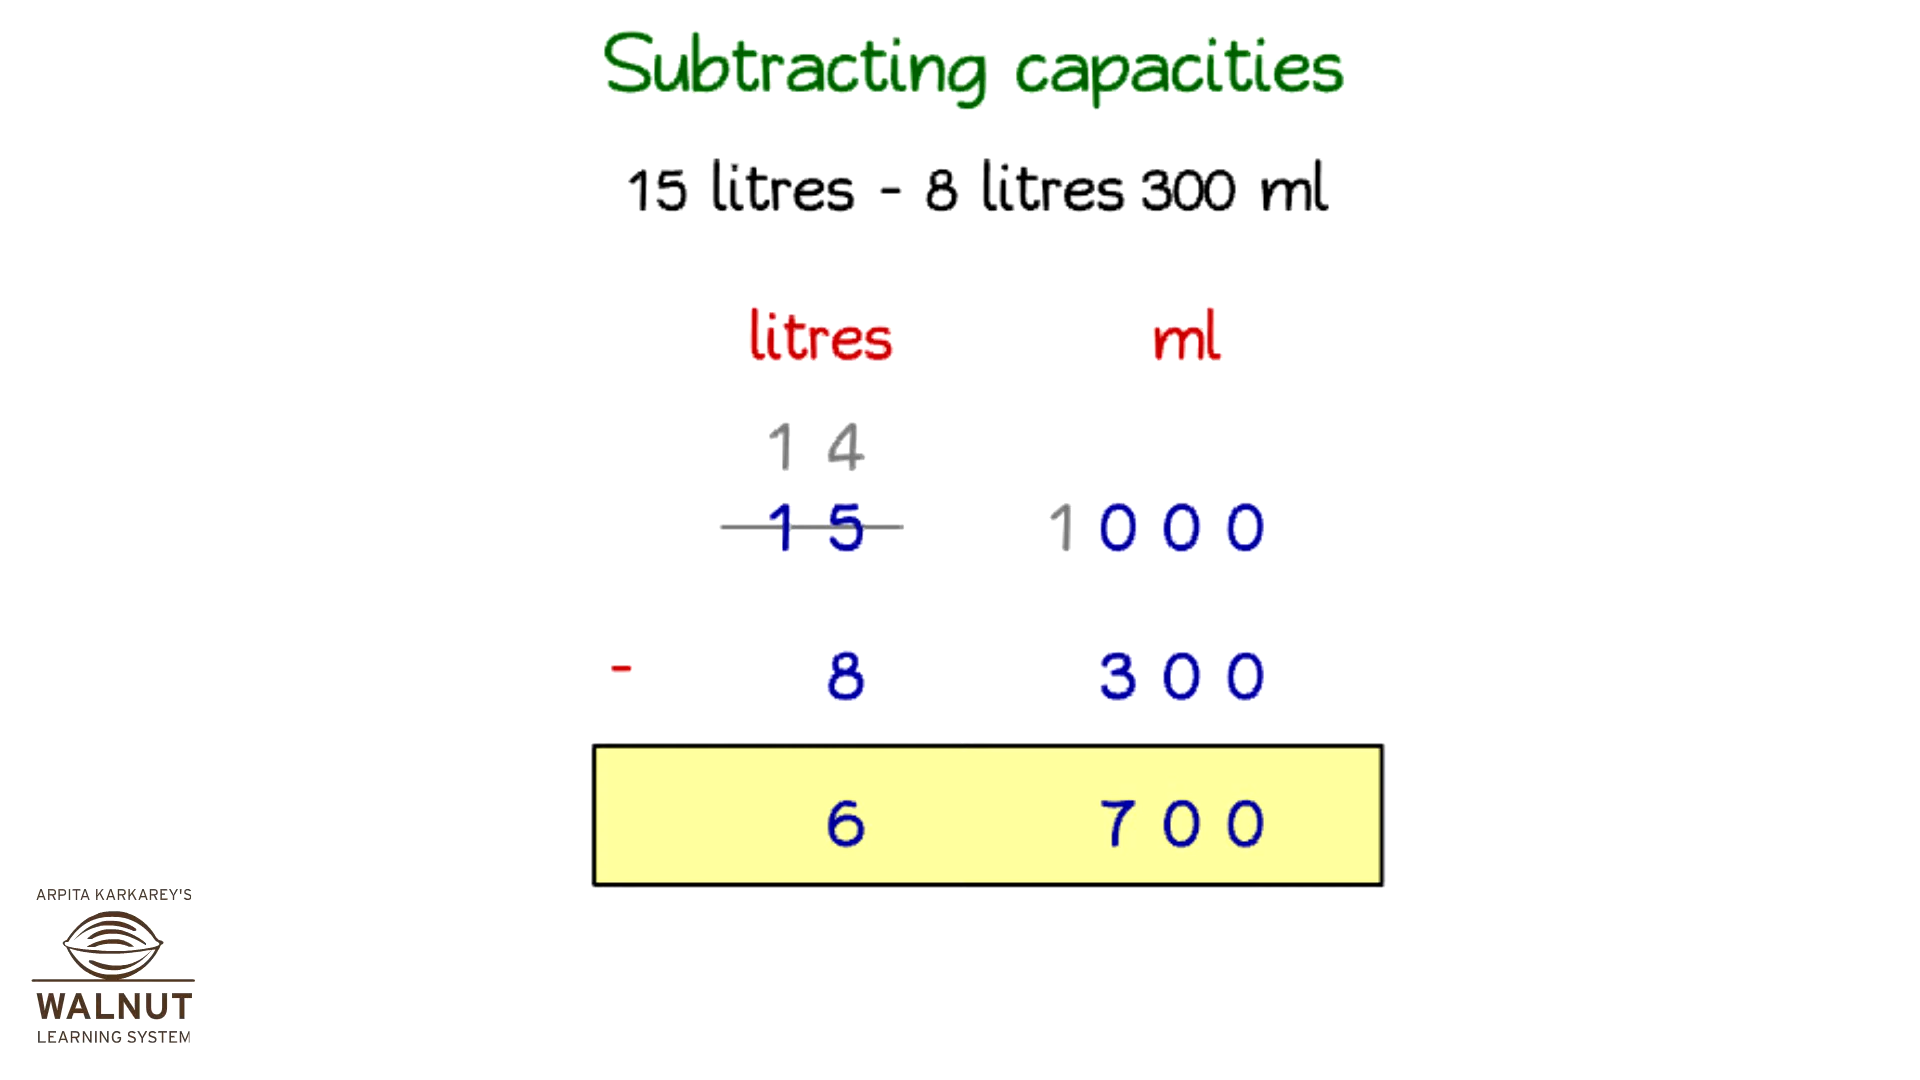 Subtracting capacities
15 litres - 8 litres 300 ml
litres ml
1 4
1 5 1 0 0 0
- 8 3 0 0
6 7 0 0
ARPITA KARKAREY'S
WALNUT
LEARNING SYSTEM